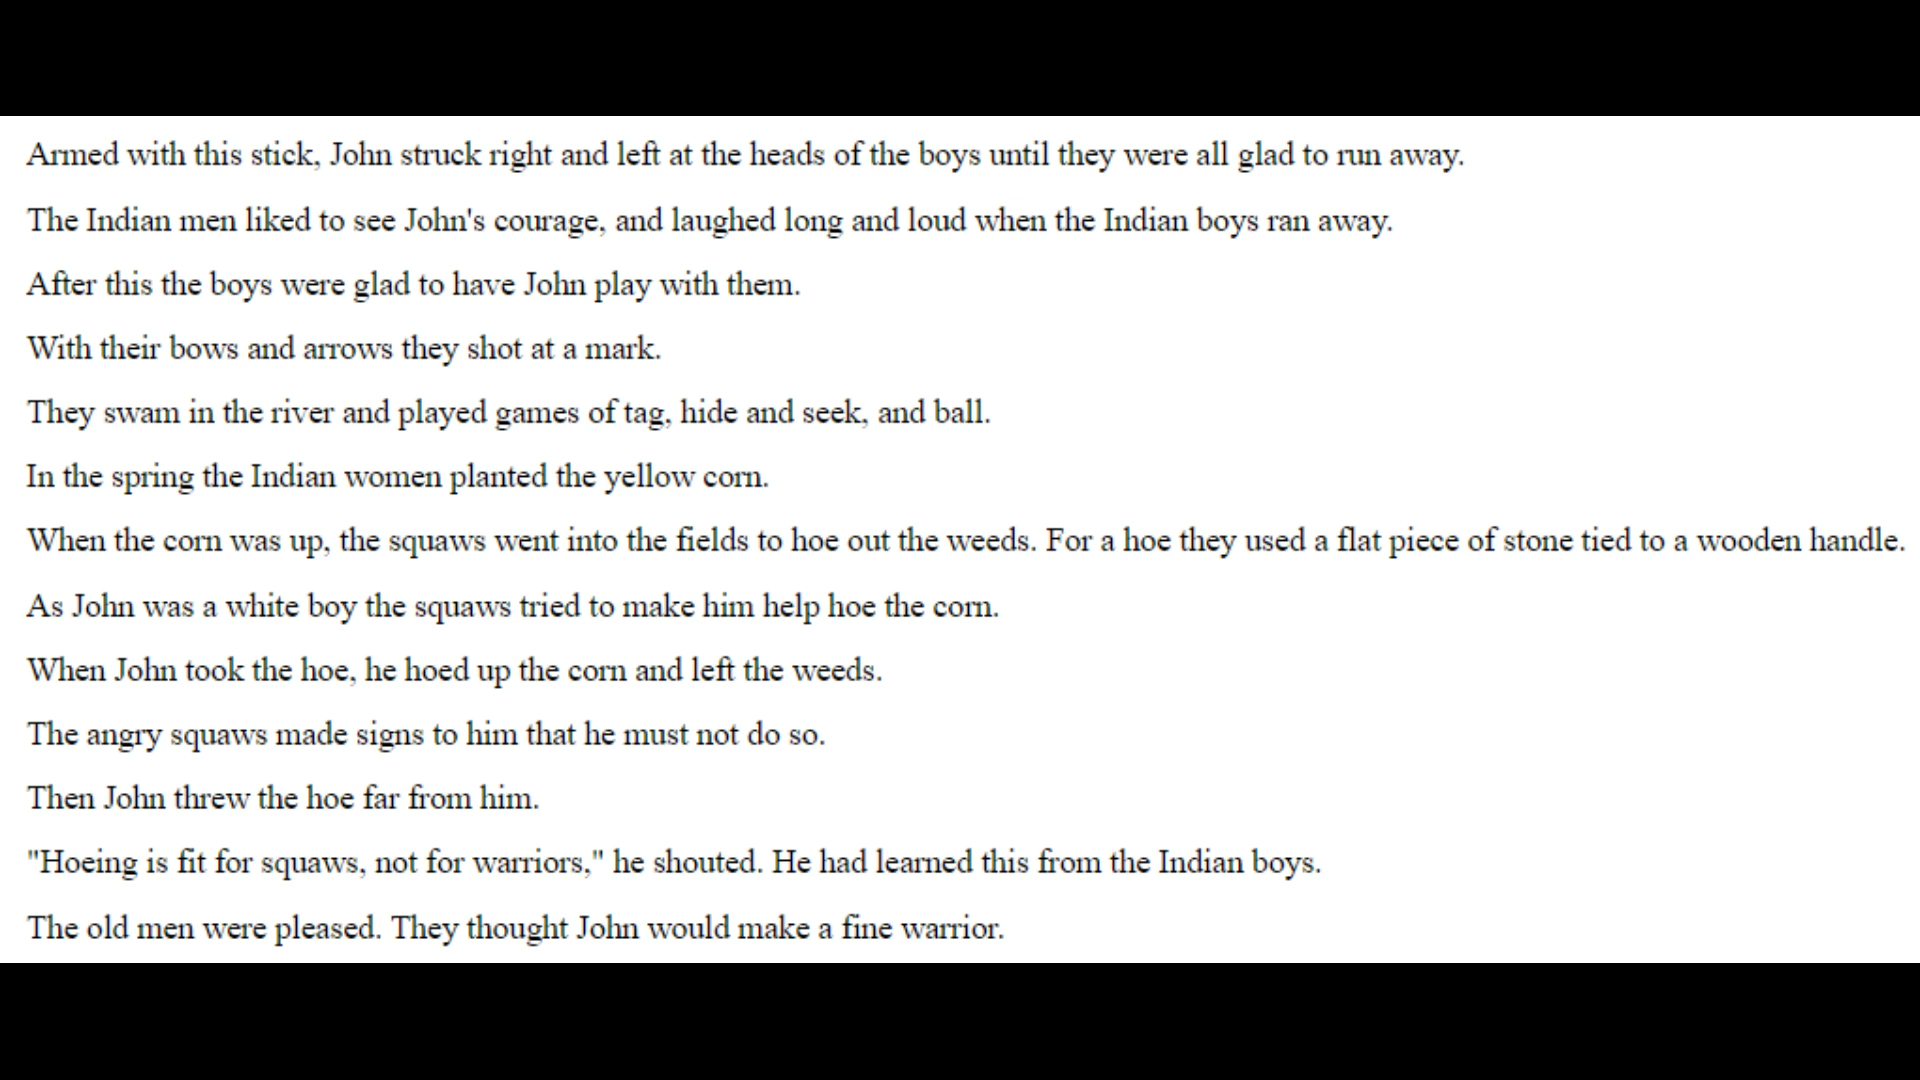 Armed with this stick, John struck right and left at the heads of the boys until they were all glad to run away.
The Indian men liked to see John's courage, and laughed long and loud when the Indian boys ran away.
After this the boys were glad to have John play with them.
With their bows and arrows they shot at a mark.
They swam in the river and played games of tag, hide and seek, and ball.
In the spring the Indian women planted the yellow corn.
When the corn was up, the squaws went into the fields to hoe out the weeds. For a hoe they used a flat piece of stone tied to a wooden handle.
As John was a white boy the squaws tried to make him help hoe the corn.
When John took the hoe, he hoed up the corn and left the weeds.
The angry squaws made signs to him that he must not do so.
Then John threw the hoe far from him.
"Hoeing is fit for squaws, not for warriors," he shouted. He had learned this from the Indian boys.
The old men were pleased. They thought John would make a fine warrior.